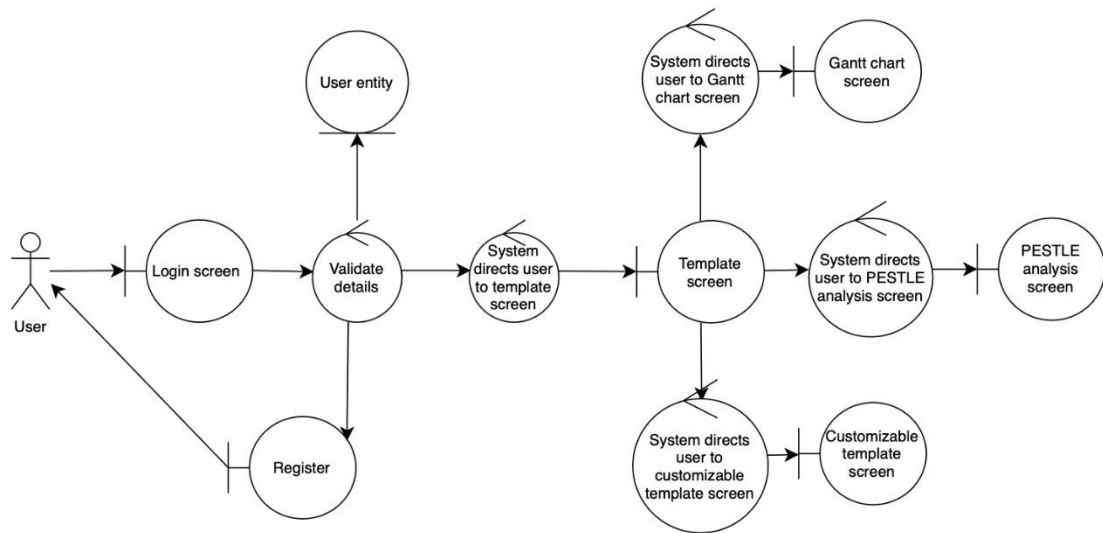 System directs
user to Gantt
chart screen
Gantt chart
screen
User entity
User
Login screen
Validate
details
System
directs user
to template
screen
Template
screen
System directs
user to PESTLE
analysis screen
PESTLE
analysis
screen
Register
System directs
user to
customizable
template screen
Customizable
template
screen